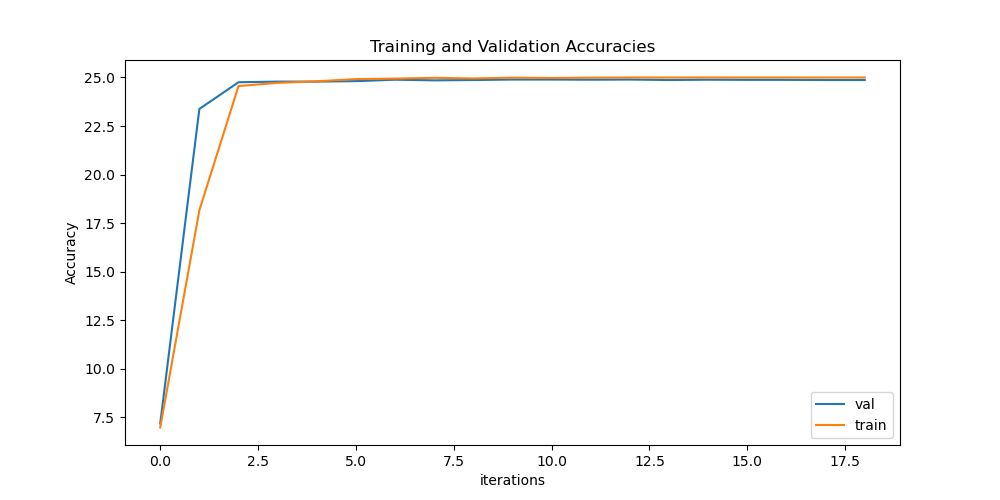 Training and Validation Accuracies
25.0
22.5
20.0
17.5
15.0
12.5
10.0
7.5
Accuracy
val
train
0.0 2.5 5.0 7.5 10.0 12.5 15.0 17.5
iterations